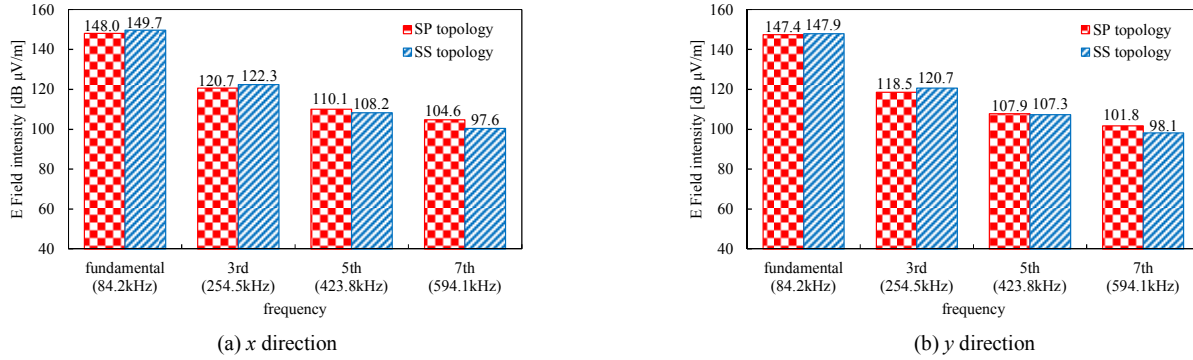 160
140
120
100
80
60
40
E Field intensity [dB μV/m]
SP topology
SS topology
148.0 149.7
120.7 122.3
110.1 108.2
104.6 97.6
fundamental 3rd 5th 7th
(84.2kHz) (254.5kHz) (423.8kHz) (594.1kHz)
frequency
(a) x direction
160
140
120
100
80
60
40
E Field intensity [dB μV/m]
SP topology
SS topology
147.4 147.9
118.5 120.7
107.9 107.3
101.8 98.1
fundamental 3rd 5th 7th
(84.2kHz) (254.5kHz) (423.8kHz) (594.1kHz)
frequency
(b) y direction